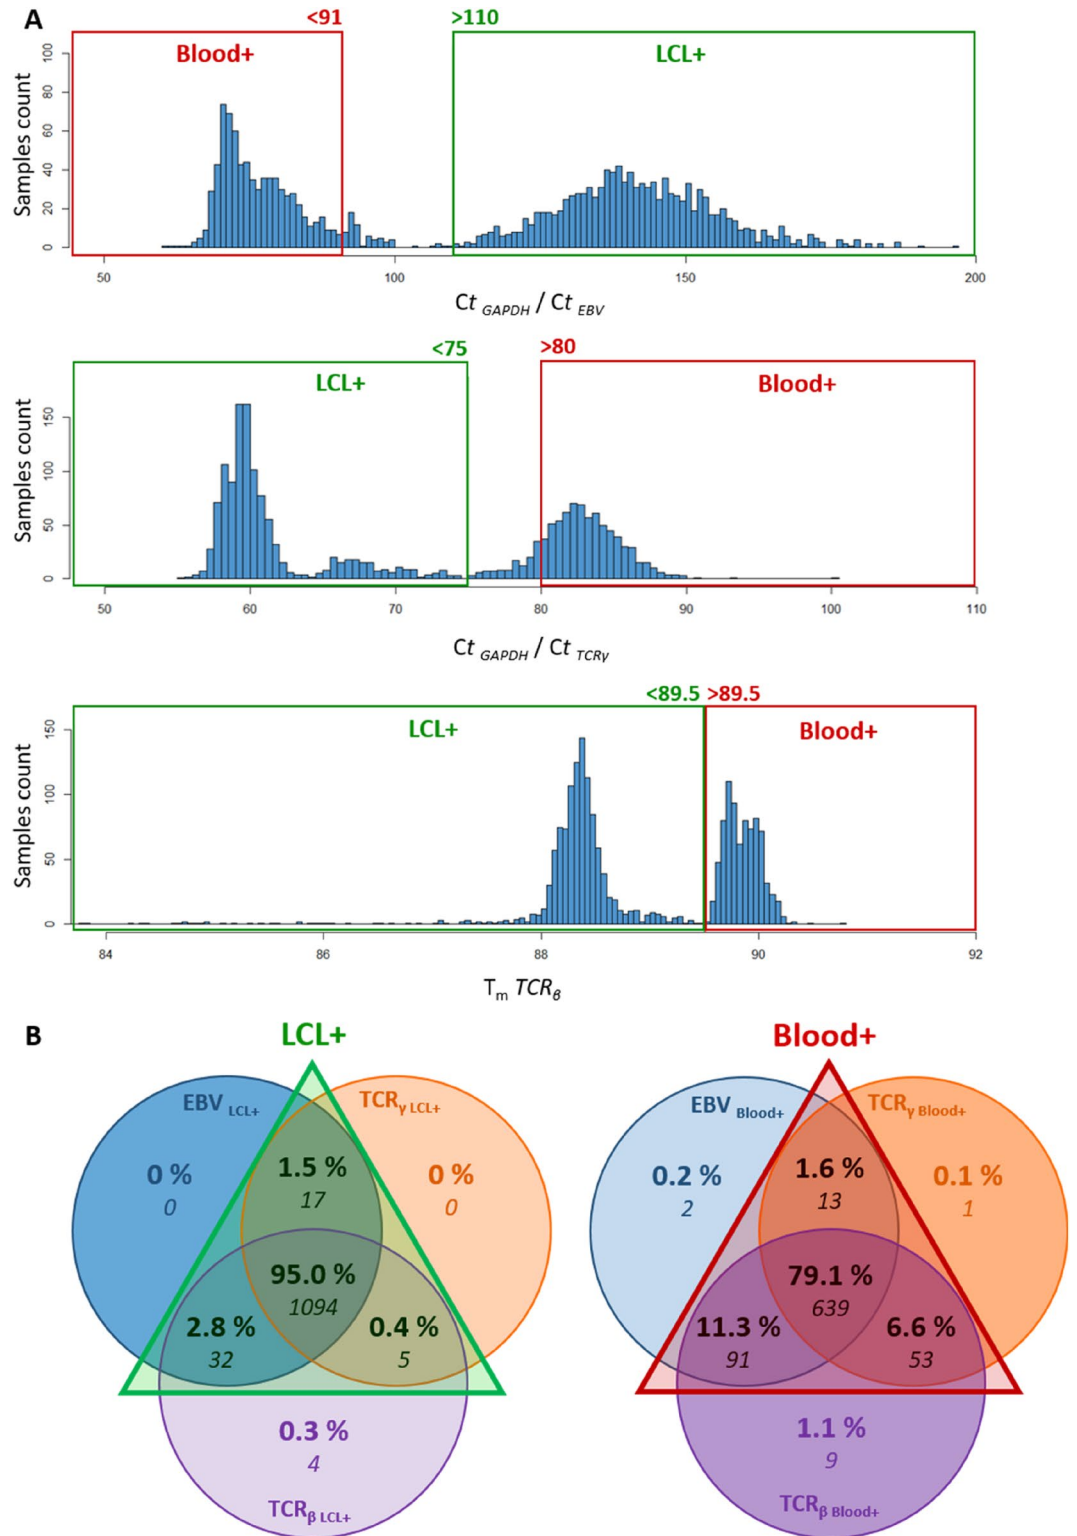 A
<91
>110
Blood+
LCL+
Samples count
0
20
40
60
80
100
50
100
150
200
Ct GAPDH / Ct EBV
<75
>80
LCL+
Blood+
Samples count
0
50
100
150
50
60
70
80
90
100
110
Ct GAPDH / Ct TCRγ
<89.5 >89.5
LCL+
Blood+
Samples count
0
50
100
150
84
86
88
90
92
Tm TCRβ
B
LCL+
EBV LCL+
TCRγ LCL+
0 %
0
1.5 %
17
0 %
0
95.0 %
1094
2.8 %
32
0.4 %
5
0.3 %
4
TCRβ LCL+
Blood+
EBV Blood+
TCRγ Blood+
0.2 %
2
1.6 %
13
0.1 %
1
79.1 %
639
11.3 %
91
6.6 %
53
1.1 %
9
TCRβ Blood+